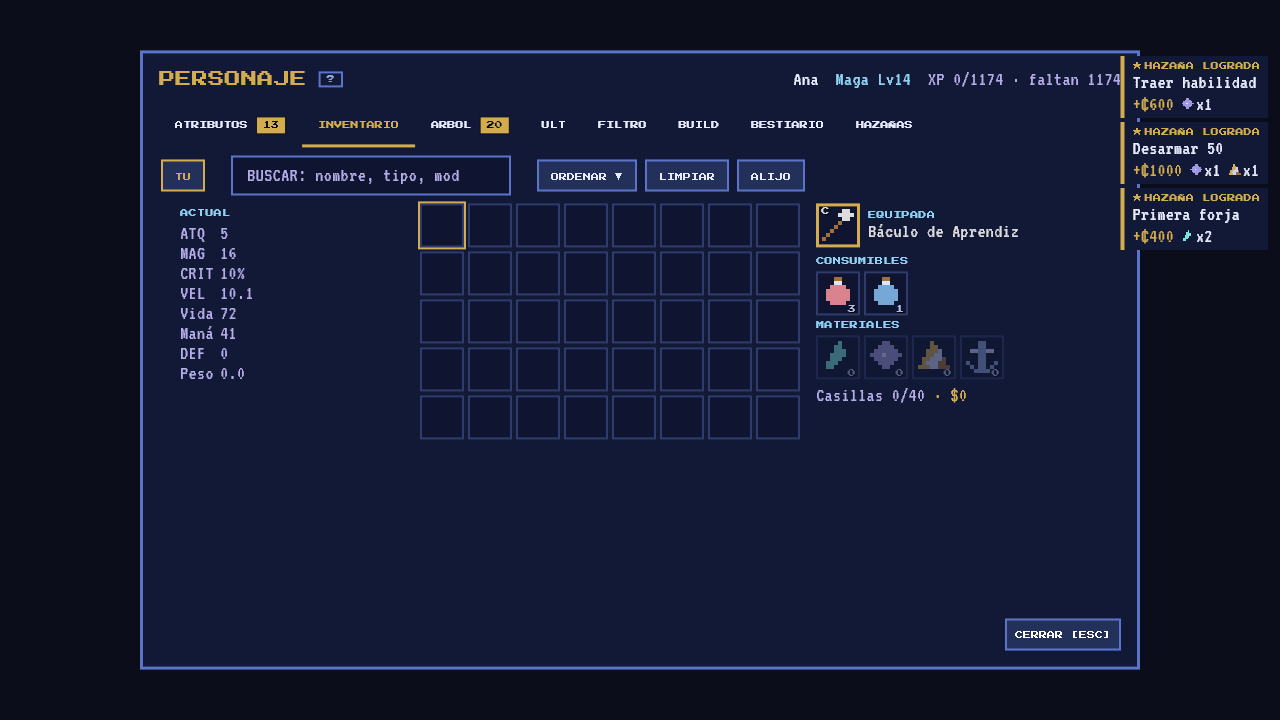 PERSONAJE ?
Ana Maga Lv14 XP 0/1174 · faltan 1174
ATRIBUTOS 13 INVENTARIO ARBOL 20 ULT FILTRO BUILD BESTIARIO HAZAÑAS
TU BUSCAR: nombre, tipo, mod ORDENAR ▼ LIMPIAR ALIJO
ACTUAL
ATQ 5
MAG 16
CRIT 10%
VEL 10.1
Vida 72
Maná 41
DEF 0
Peso 0.0
C
EQUIPADA
Báculo de Aprendiz
CONSUMIBLES
3 1
MATERIALES
0 0 0 0
Casillas 0/40 · $0
CERRAR [ESC]
★HAZAÑA LOGRADA
Traer habilidad
+₵600 x1
★HAZAÑA LOGRADA
Desarmar 50
+₵1000 x1 x1
★HAZAÑA LOGRADA
Primera forja
+₵400 x2